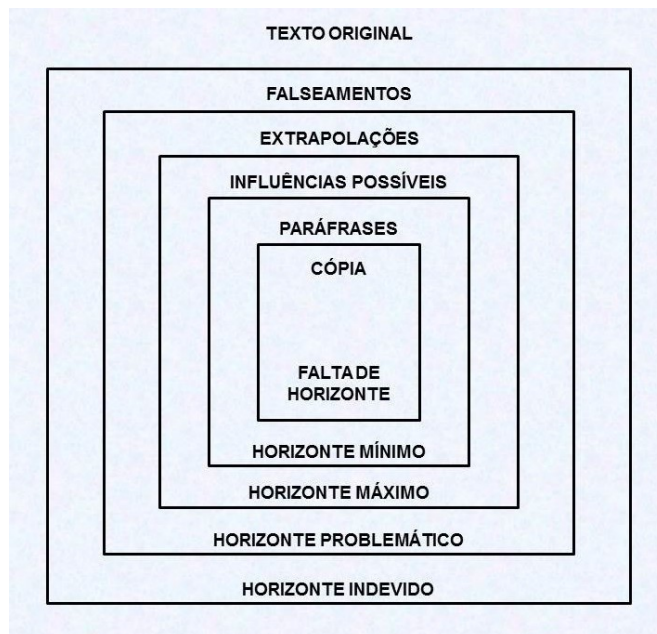 TEXTO ORIGINAL
FALSEAMENTOS
EXTRAPOLAÇÕES
INFLUÊNCIAS POSSÍVEIS
PARÁFRASES
CÓPIA
FALTA DE
HORIZONTE
HORIZONTE MÍNIMO
HORIZONTE MÁXIMO
HORIZONTE PROBLEMÁTICO
HORIZONTE INDEVIDO